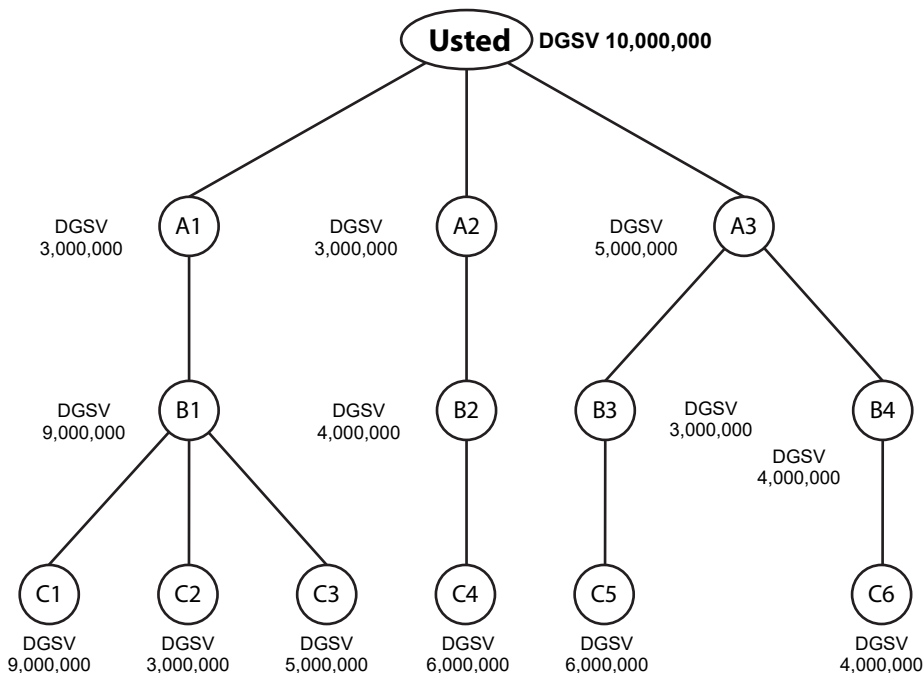 Usted DGSV 10,000,000
DGSV
3,000,000
A1
DGSV
3,000,000
A2
DGSV
5,000,000
A3
DGSV
9,000,000
B1
DGSV
4,000,000
B2
B3
DGSV
3,000,000
B4
DGSV
4,000,000
C1
C2
C3
C4
C5
C6
DGSV
9,000,000
DGSV
3,000,000
DGSV
5,000,000
DGSV
6,000,000
DGSV
6,000,000
DGSV
4,000,000